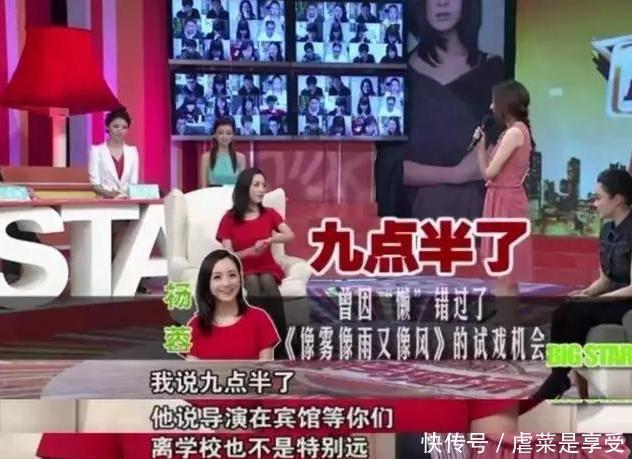 STA
九点半了
杨蓉
曾因“懒”错过了
《像雾像雨又像风》的试戏机会
BIG STAR
我说九点半了
他说导演在宾馆等你们
离学校也不是特别远
快传号／虐菜是享受